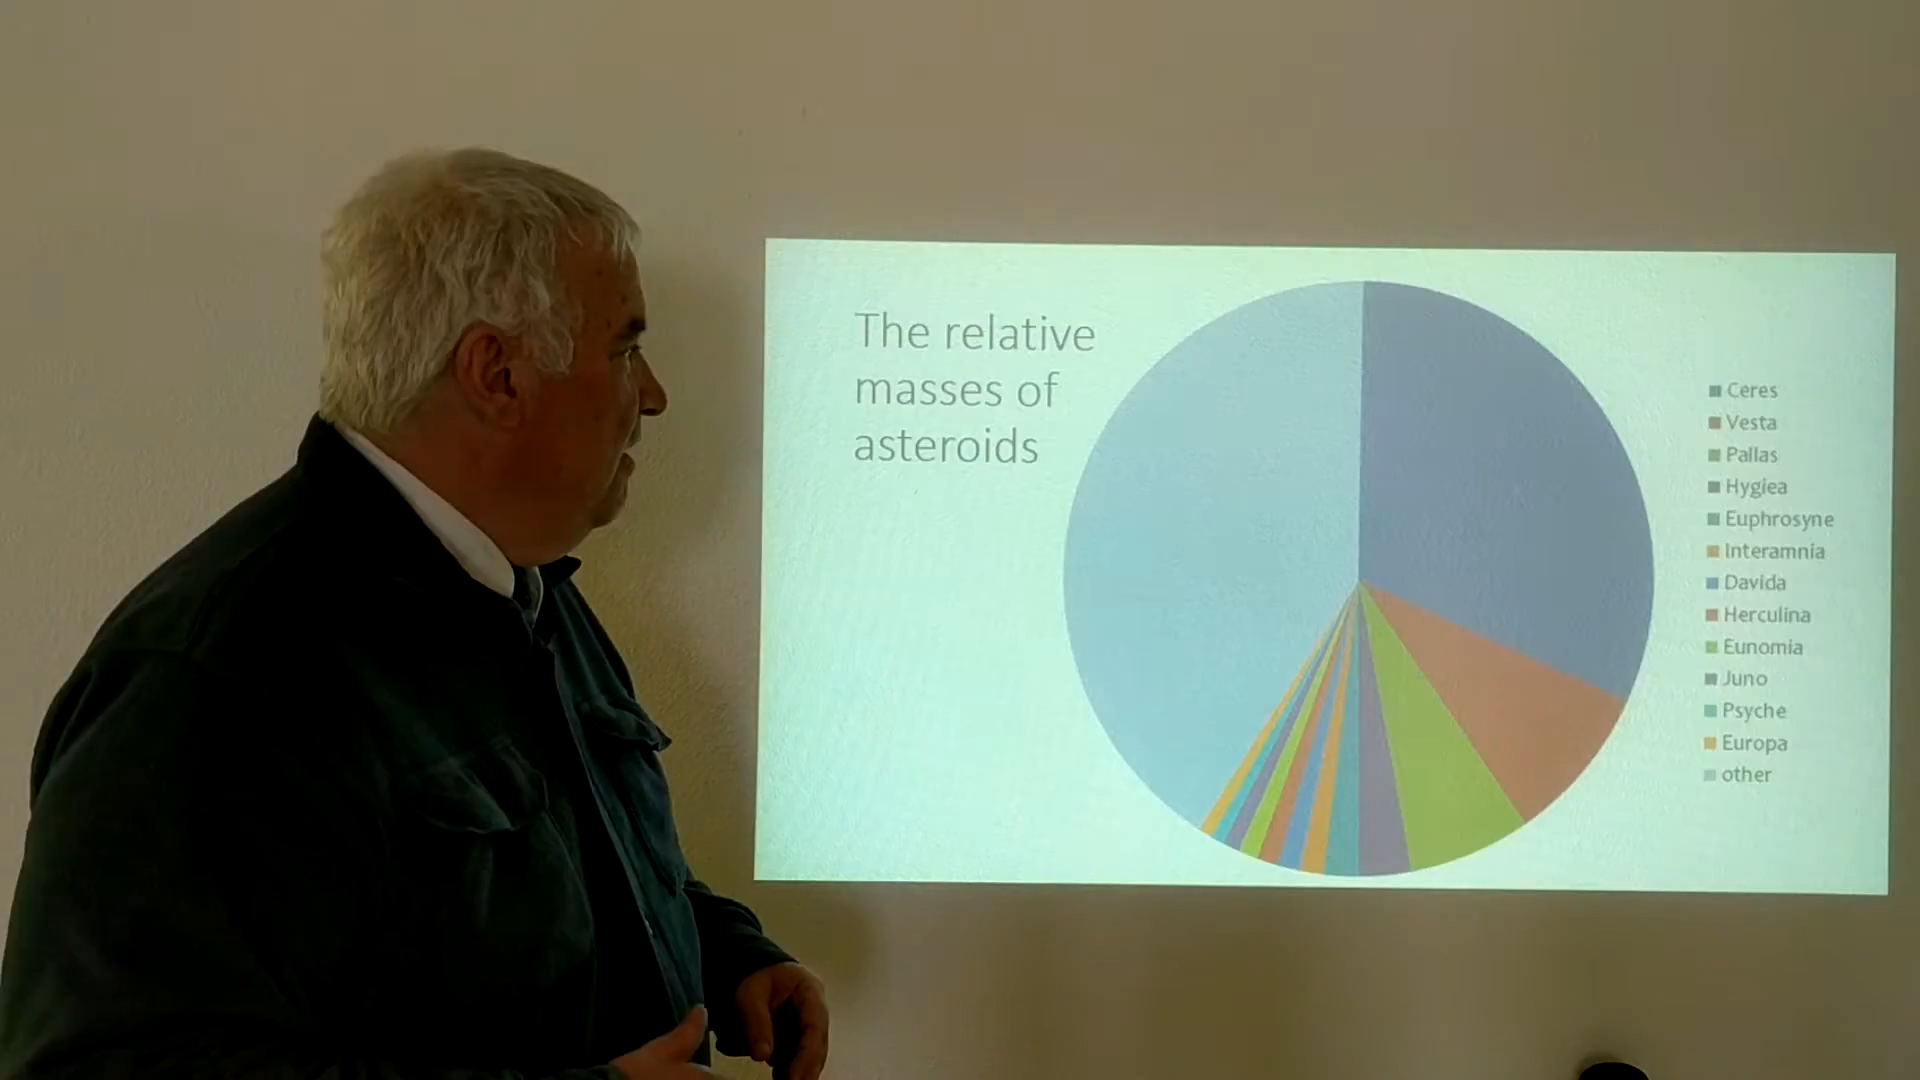 The relative
masses of
asteroids
Ceres
Vesta
Pallas
Hygiea
Euphrosyne
Interamnia
Davida
Herculina
Eunomia
Juno
Psyche
Europa
other